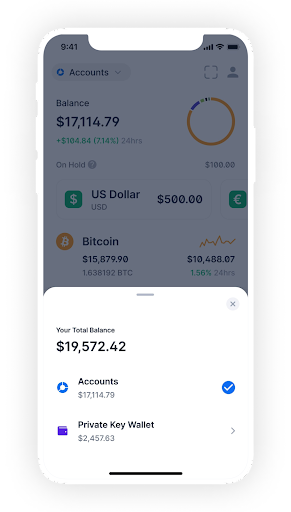 9:41
Accounts
Balance
$17,114.79
+$104.84 (7.14%) 24hrs
On Hold ? $100.00
$ US Dollar $500.00 €
USD
Bitcoin
$15,879.90 $10,488.07
1.638192 BTC 1.56% 24hrs
Your Total Balance
$19,572.42
Accounts
$17,114.79
Private Key Wallet
$2,457.63